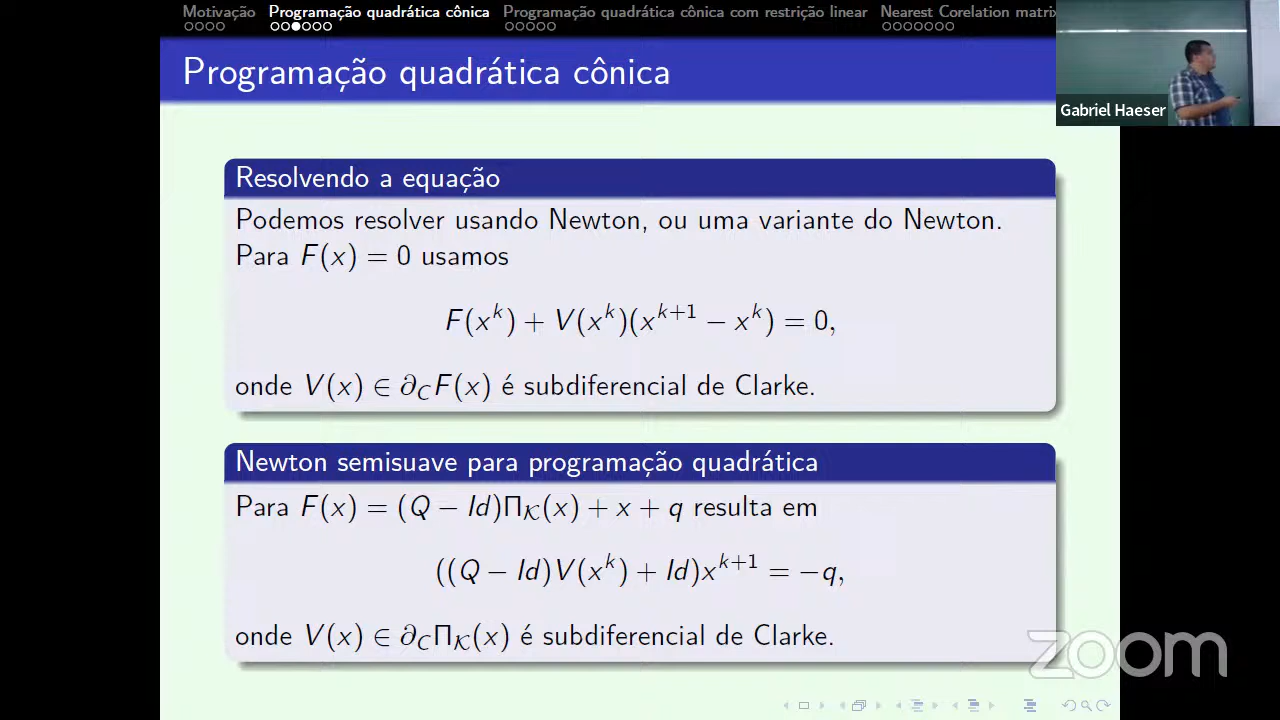 Motivação Programação quadrática cônica Programação quadrática cônica com restrição linear Nearest Corelation matrix
Programação quadrática cônica
Gabriel Haeser
Resolvendo a equação
Podemos resolver usando Newton, ou uma variante do Newton.
Para F(x) = 0 usamos
F(x^k) + V(x^k)(x^{k+1} − x^k) = 0,
onde V(x) ∈ ∂_C F(x) é subdiferencial de Clarke.
Newton semisuave para programação quadrática
Para F(x) = (Q − Id)Π_𝒦(x) + x + q resulta em
((Q − Id)V(x^k) + Id)x^{k+1} = −q,
onde V(x) ∈ ∂_C Π_𝒦(x) é subdiferencial de Clarke.
zoom